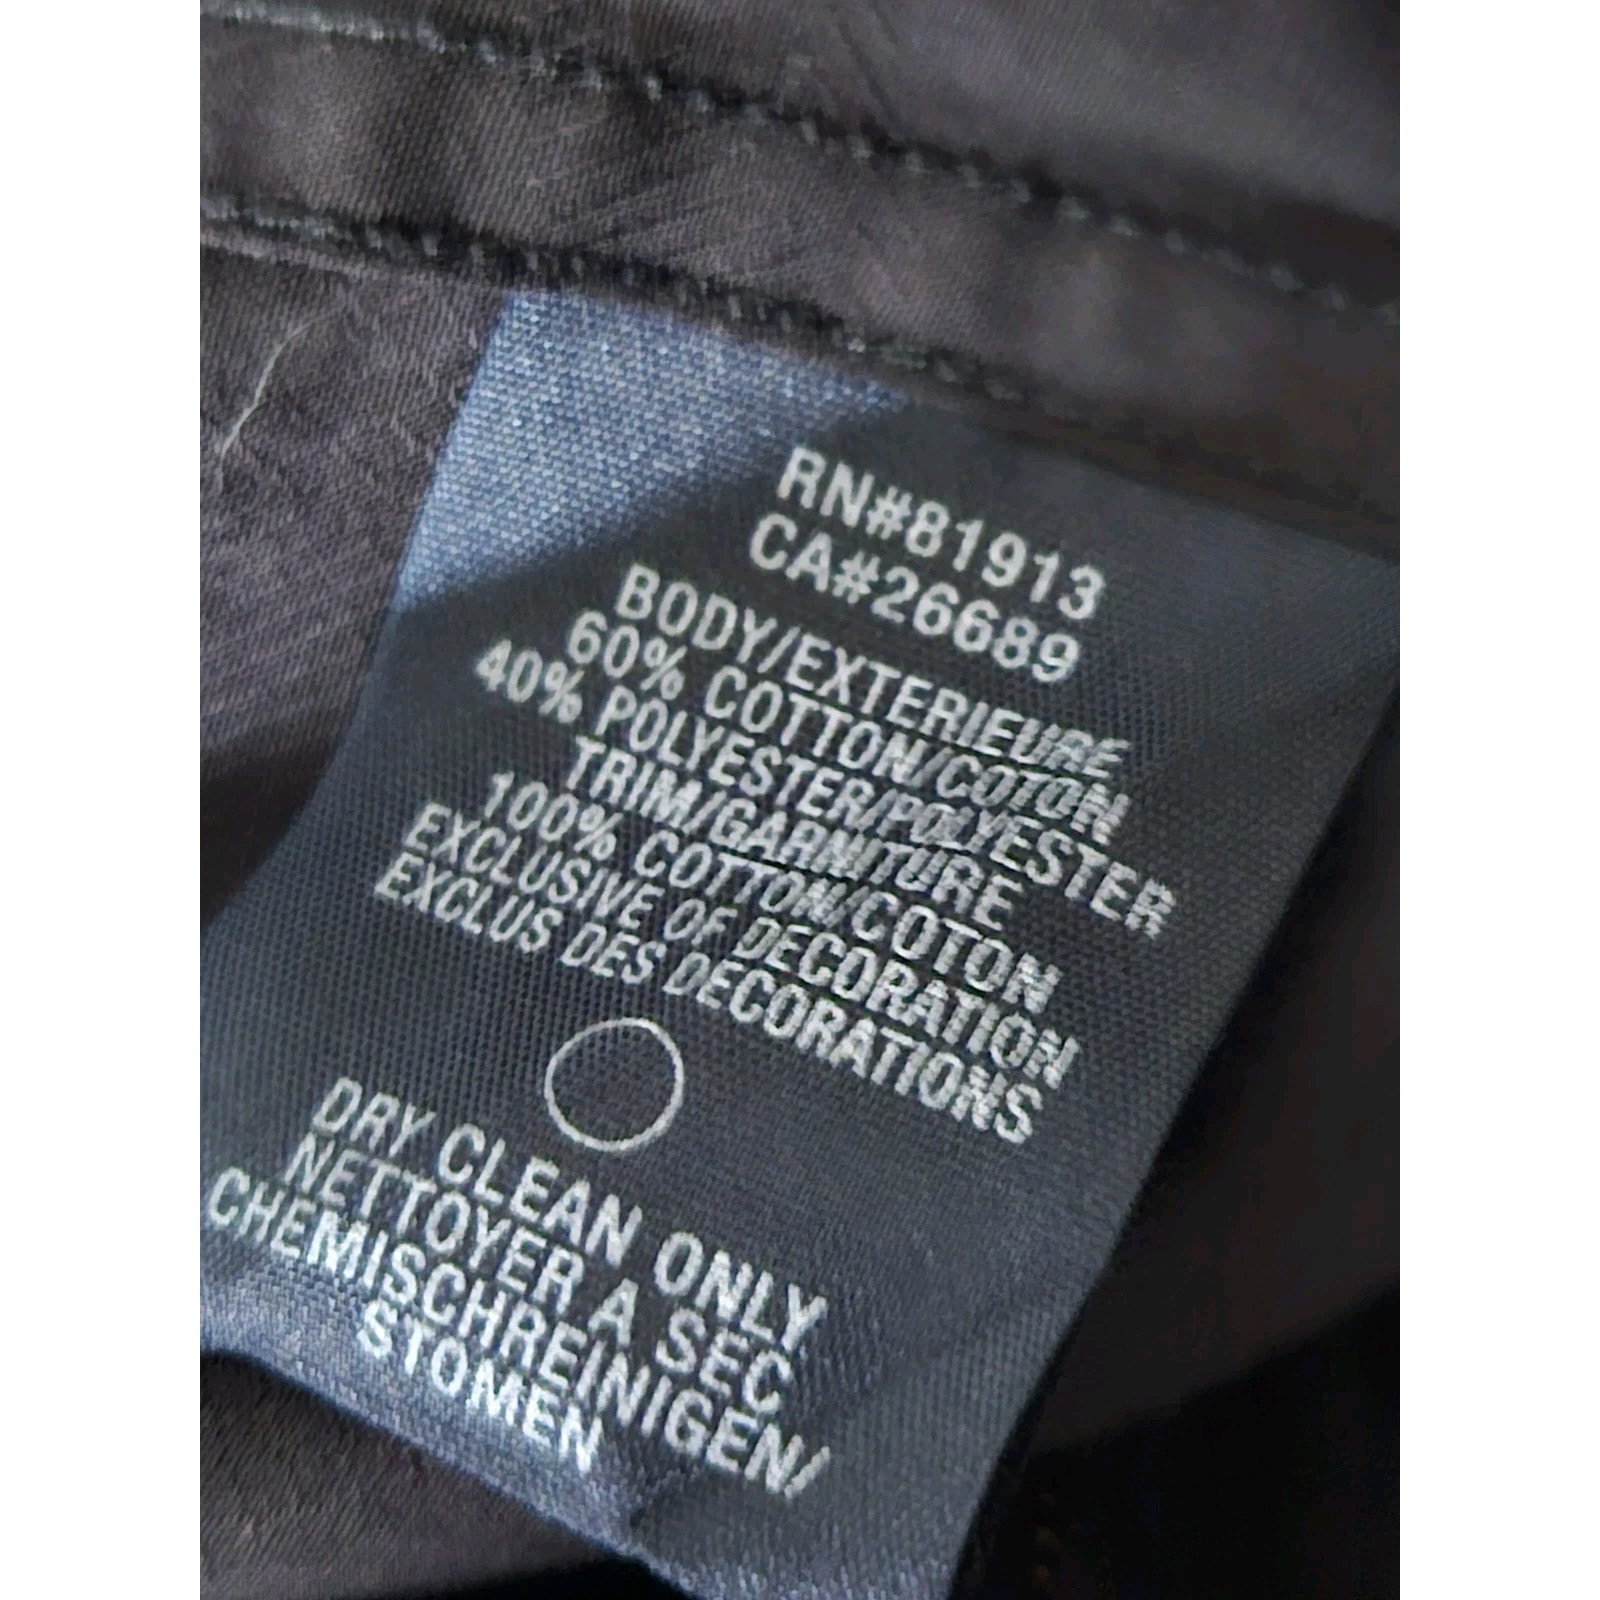 RN#81913
CA#26689
BODY/EXTERIEURE
60% COTTON/COTON
40% POLYESTER/POLYESTER
TRIM/GARNITURE
100% COTTON/COTON
EXCLUSIVE OF DECORATION
EXCLUS DES DECORATIONS
DRY CLEAN ONLY
NETTOYER A SEC
CHEMISCHREINIGEN/
STOMEN